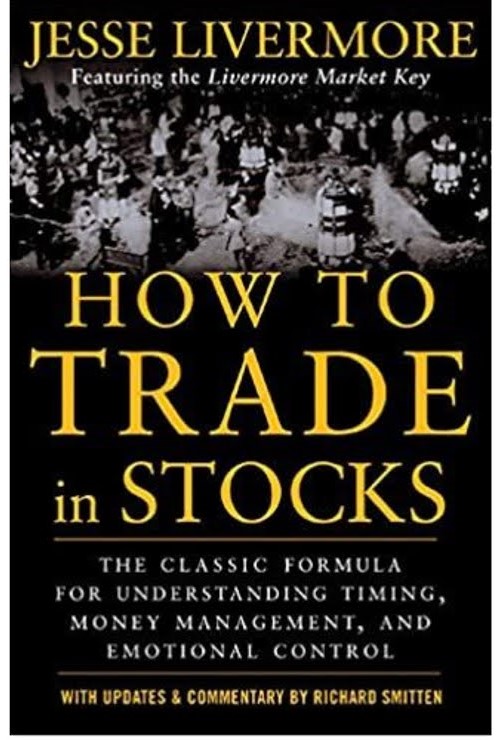 JESSE LIVERMORE
Featuring the Livermore Market Key
HOW TO
TRADE
in STOCKS
THE CLASSIC FORMULA
FOR UNDERSTANDING TIMING,
MONEY MANAGEMENT, AND
EMOTIONAL CONTROL
WITH UPDATES & COMMENTARY BY RICHARD SMITTEN